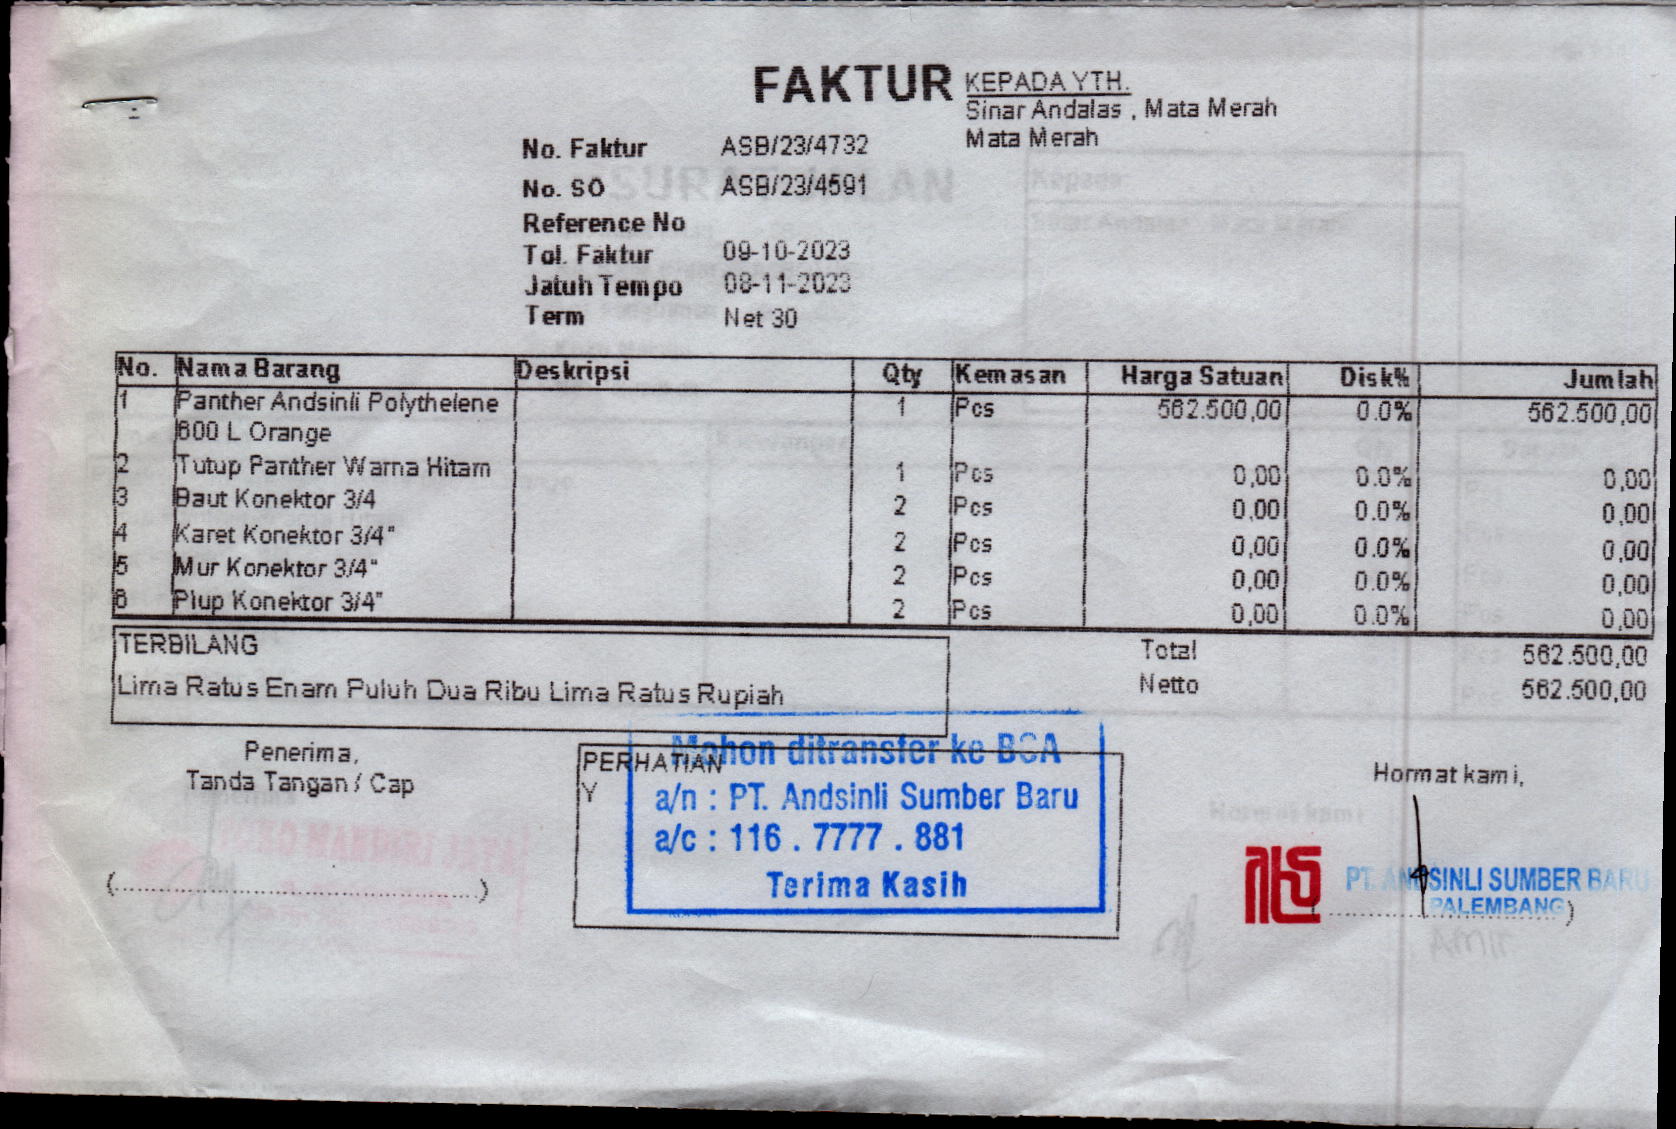 FAKTUR
KEPADA YTH.
Sinar Andalas , Mata Merah
Mata Merah
No. Faktur ASB/23/4732
No. SO ASB/23/4591
Reference No
Tgl. Faktur 09-10-2023
Jatuh Tempo 08-11-2023
Term Net 30
No. Nama Barang Deskripsi Qty Kemasan Harga Satuan Disk% Jumlah
1 Panther Andsinli Polythelene 1 Pcs 562.500,00 0.0% 562.500,00
600 L Orange
2 Tutup Panther Warna Hitam 1 Pcs 0,00 0.0% 0,00
3 Baut Konektor 3/4 2 Pcs 0,00 0.0% 0,00
4 Karet Konektor 3/4" 2 Pcs 0,00 0.0% 0,00
5 Mur Konektor 3/4" 2 Pcs 0,00 0.0% 0,00
6 Plup Konektor 3/4" 2 Pcs 0,00 0.0% 0,00
TERBILANG
Lima Ratus Enam Puluh Dua Ribu Lima Ratus Rupiah
Total 562.500,00
Netto 562.500,00
Penerima,
Tanda Tangan / Cap
PERHATIAN
Y
Mohon ditransfer ke BCA
a/n : PT. Andsinli Sumber Baru
a/c : 116 . 7777 . 881
Terima Kasih
Hormat kami,
PT. ANDSINLI SUMBER BARU
PALEMBANG